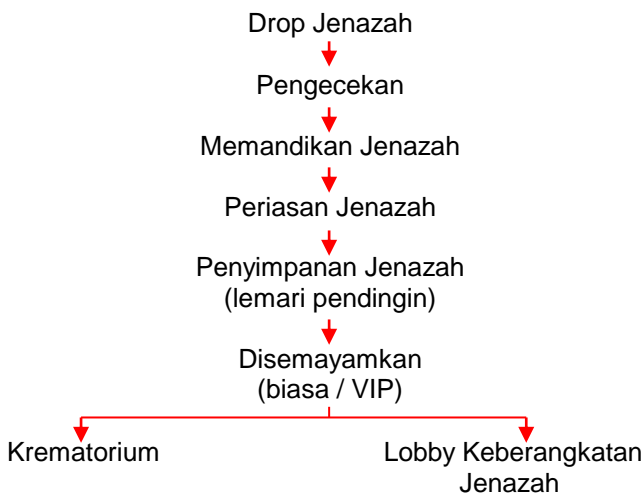 Drop Jenazah
Pengecekan
Memandikan Jenazah
Periasan Jenazah
Penyimpanan Jenazah
(lemari pendingin)
Disemayamkan
(biasa / VIP)
Krematorium
Lobby Keberangkatan
Jenazah